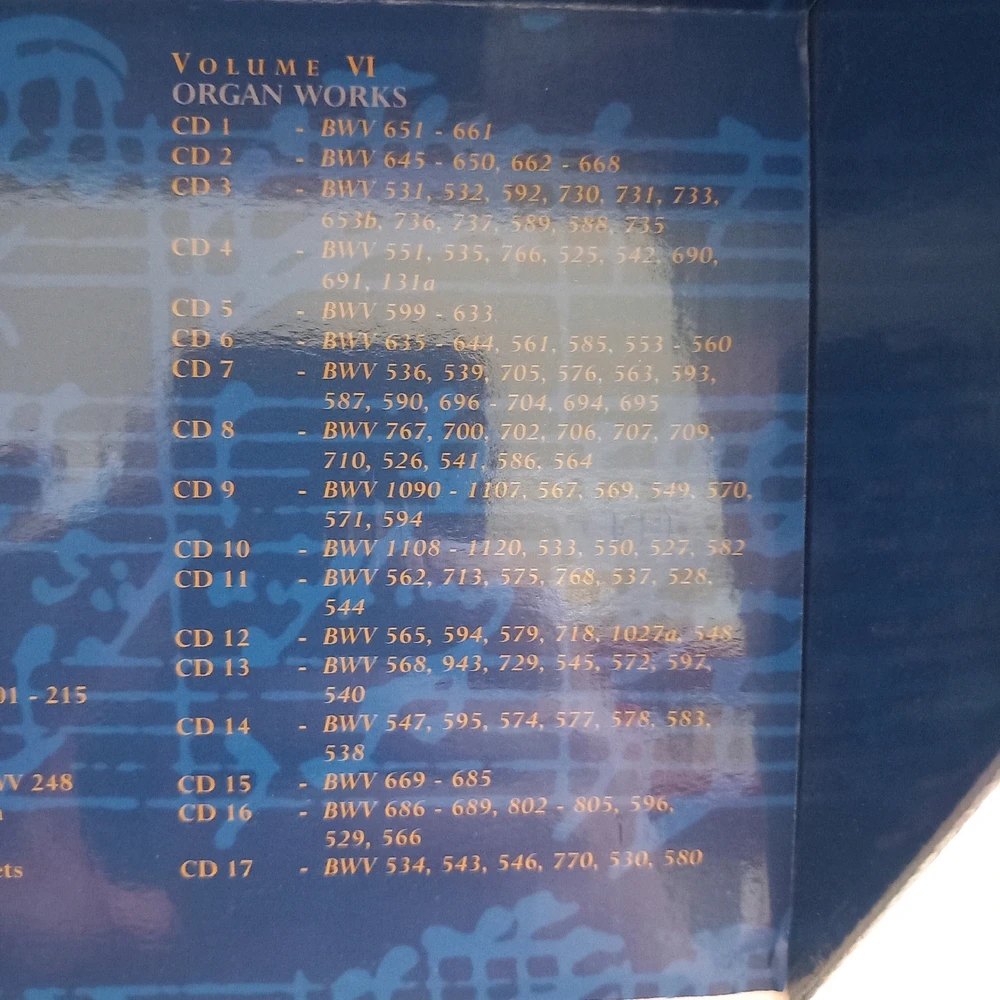 VOLUME VI
ORGAN WORKS
CD 1 - BWV 651 - 661
CD 2 - BWV 645 - 650, 662 - 668
CD 3 - BWV 531, 532, 592, 730, 731, 733,
653b, 736, 737, 589, 588, 735
CD 4 - BWV 551, 535, 766, 525, 542, 690,
691, 131a
CD 5 - BWV 599 - 633
CD 6 - BWV 635 - 644, 561, 585, 553 - 560
CD 7 - BWV 536, 539, 705, 576, 563, 593,
587, 590, 696 - 704, 694, 695
CD 8 - BWV 767, 700, 702, 706, 707, 709,
710, 526, 541, 586, 564
CD 9 - BWV 1090 - 1107, 567, 569, 549, 570,
571, 594
CD 10 - BWV 1108 - 1120, 533, 550, 527, 582
CD 11 - BWV 562, 713, 575, 768, 537, 528,
544
CD 12 - BWV 565, 594, 579, 718, 1027a, 548
CD 13 - BWV 568, 943, 729, 545, 572, 597,
01 - 215
540
CD 14 - BWV 547, 595, 574, 577, 578, 583,
538
WV 248
CD 15 - BWV 669 - 685
CD 16 - BWV 686 - 689, 802 - 805, 596,
529, 566
ets
CD 17 - BWV 534, 543, 546, 770, 530, 580